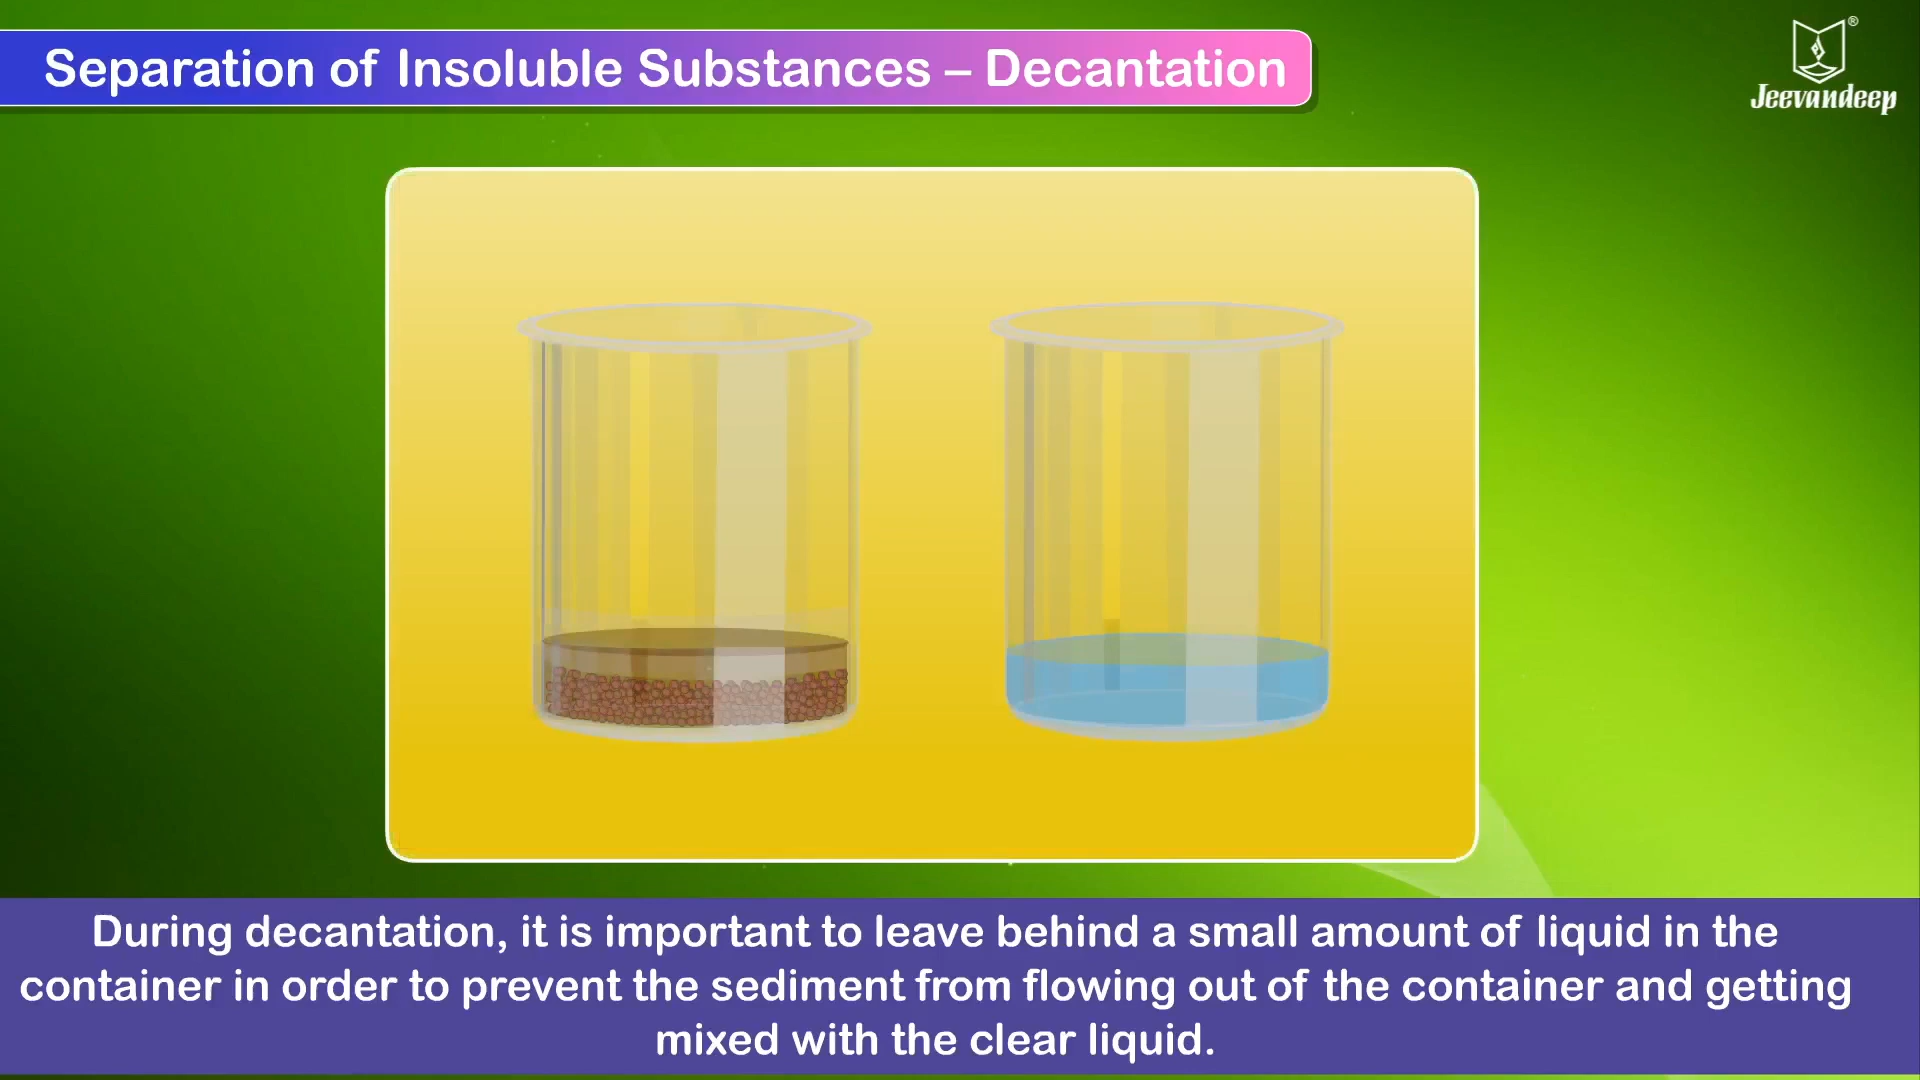 Separation of Insoluble Substances – Decantation
®
Jeevandeep
During decantation, it is important to leave behind a small amount of liquid in the
container in order to prevent the sediment from flowing out of the container and getting
mixed with the clear liquid.